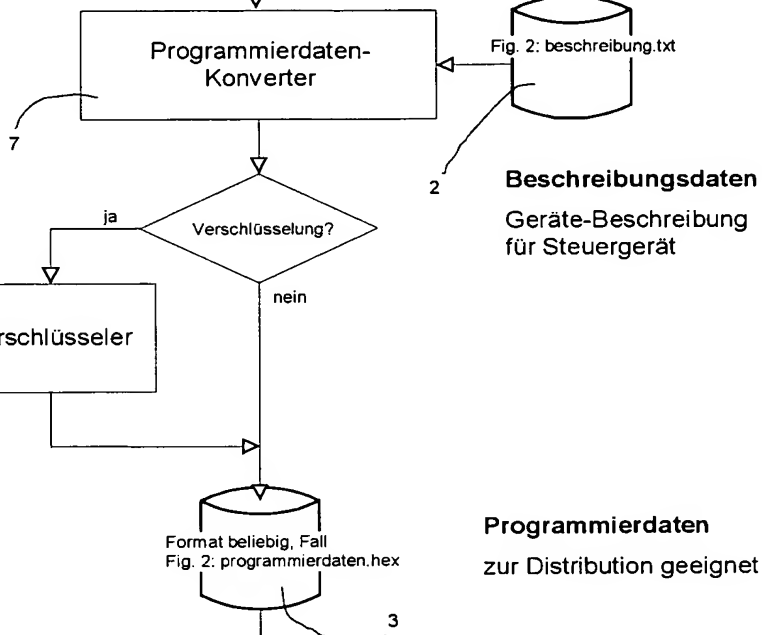 Programmierdaten-
Konverter
Fig. 2: beschreibung.txt
7
2
Beschreibungsdaten
Geräte-Beschreibung
für Steuergerät
ja
Verschlüsselung?
nein
rschlüsseler
Format beliebig, Fall
Fig. 2: programmierdaten.hex
Programmierdaten
zur Distribution geeignet
3